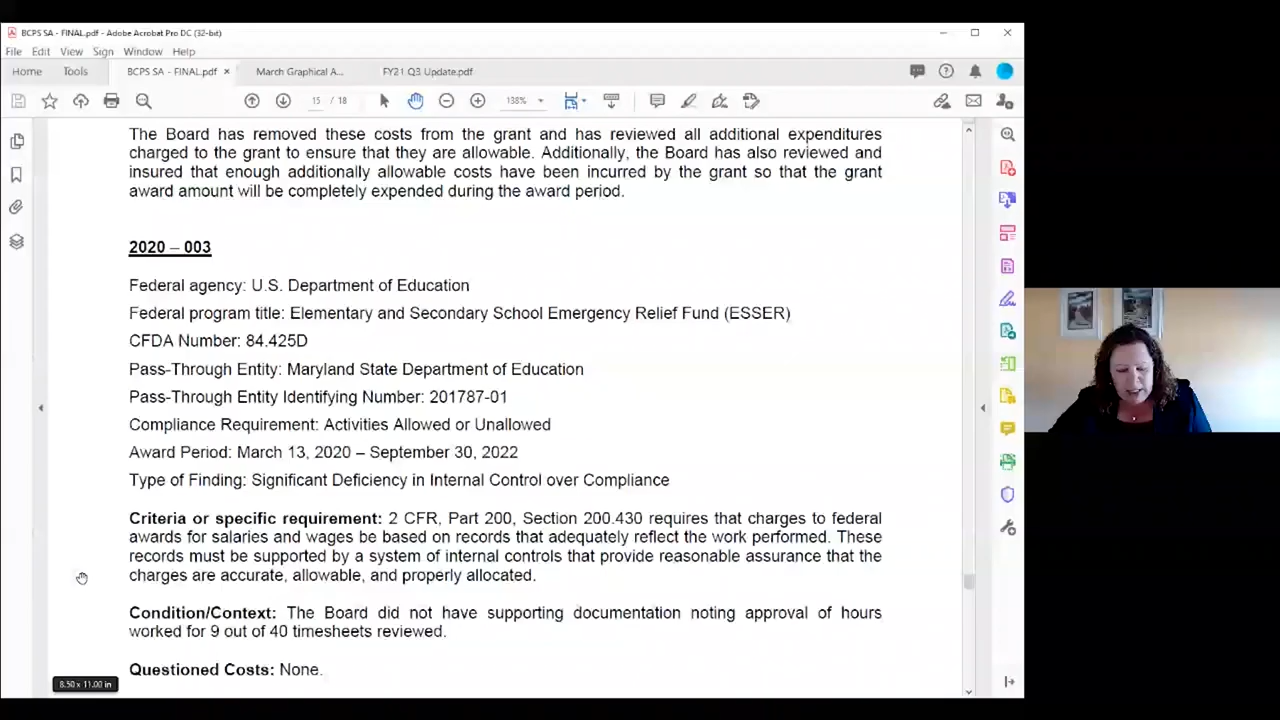 BCPS SA - FINAL.pdf - Adobe Acrobat Pro DC (32-bit)
File Edit View Sign Window Help
Home Tools BCPS SA - FINAL.pdf × March Graphical A... FY21 Q3 Update.pdf
15 / 18 138%
The Board has removed these costs from the grant and has reviewed all additional expenditures
charged to the grant to ensure that they are allowable. Additionally, the Board has also reviewed and
insured that enough additionally allowable costs have been incurred by the grant so that the grant
award amount will be completely expended during the award period.
2020 – 003
Federal agency: U.S. Department of Education
Federal program title: Elementary and Secondary School Emergency Relief Fund (ESSER)
CFDA Number: 84.425D
Pass-Through Entity: Maryland State Department of Education
Pass-Through Entity Identifying Number: 201787-01
Compliance Requirement: Activities Allowed or Unallowed
Award Period: March 13, 2020 – September 30, 2022
Type of Finding: Significant Deficiency in Internal Control over Compliance
Criteria or specific requirement: 2 CFR, Part 200, Section 200.430 requires that charges to federal
awards for salaries and wages be based on records that adequately reflect the work performed. These
records must be supported by a system of internal controls that provide reasonable assurance that the
charges are accurate, allowable, and properly allocated.
Condition/Context: The Board did not have supporting documentation noting approval of hours
worked for 9 out of 40 timesheets reviewed.
Questioned Costs: None.
8.50 x 11.00 in